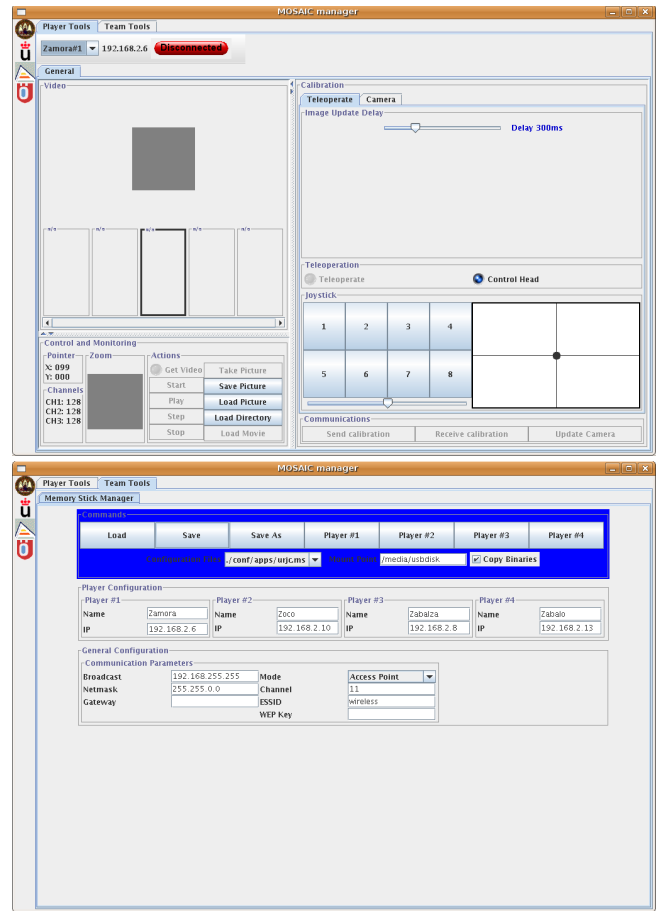 MOSAIC manager
Player Tools Team Tools
Zamora#1 192.168.2.6 Disconnected
General
Video
n/n n/n n/n n/n n/n
Control and Monitoring
Pointer Zoom Actions
X: 099
Y: 000
Channels
CH1: 128
CH2: 128
CH3: 128
Get Video Take Picture
Start Save Picture
Play Load Picture
Step Load Directory
Stop Load Movie
Calibration
Teleoperate Camera
Image Update Delay
Delay 300ms
Teleoperation
Teleoperate Control Head
Joystick
1 2 3 4
5 6 7 8
Communications
Send calibration Receive calibration Update Camera
MOSAIC manager
Player Tools Team Tools
Memory Stick Manager
Commands
Load Save Save As Player #1 Player #2 Player #3 Player #4
Configuration Files ./conf/apps/urjc.ms Mount Point /media/usbdisk Copy Binaries
Player Configuration
Player #1 Player #2 Player #3 Player #4
Name Zamora Name Zoco Name Zabalza Name Zabalo
IP 192.168.2.6 IP 192.168.2.10 IP 192.168.2.8 IP 192.168.2.13
General Configuration
Communication Parameters
Broadcast 192.168.255.255 Mode Access Point
Netmask 255.255.0.0 Channel 11
Gateway ESSID wireless
WEP Key